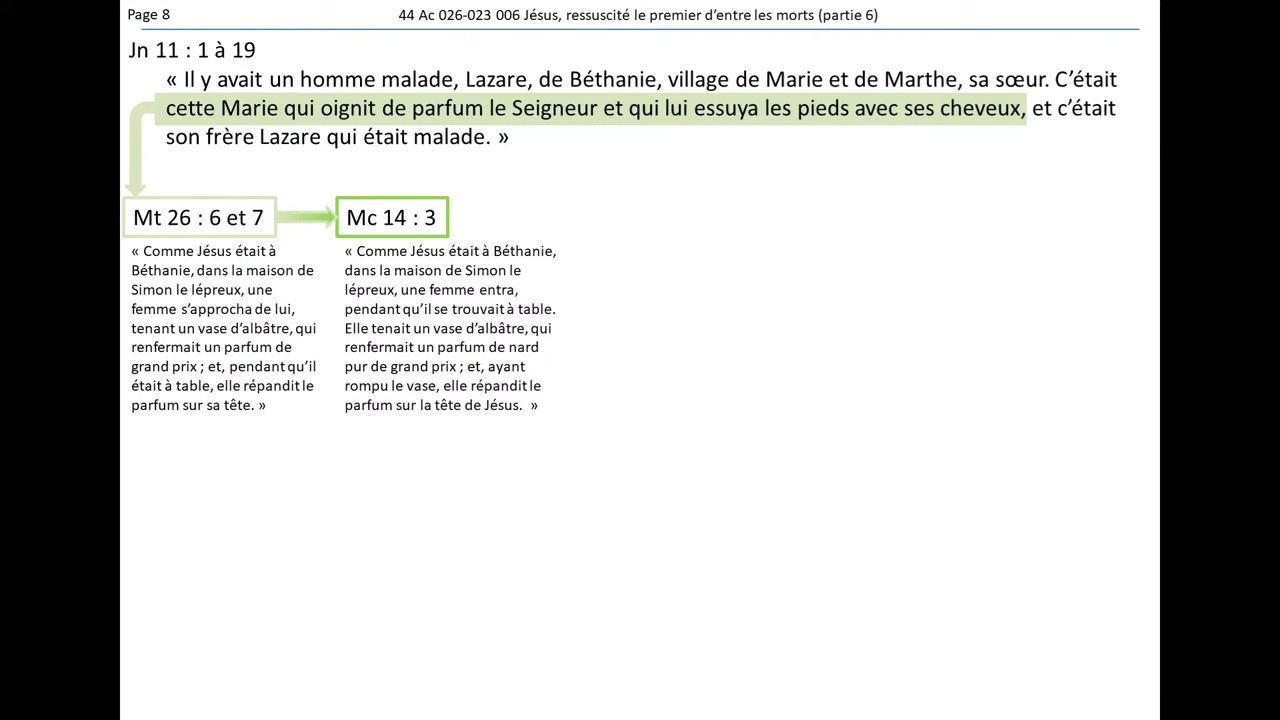 Page 8
44 Ac 026-023 006 Jésus, ressuscité le premier d’entre les morts (partie 6)
Jn 11 : 1 à 19
« Il y avait un homme malade, Lazare, de Béthanie, village de Marie et de Marthe, sa sœur. C’était
cette Marie qui oignit de parfum le Seigneur et qui lui essuya les pieds avec ses cheveux, et c’était
son frère Lazare qui était malade. »
Mt 26 : 6 et 7
« Comme Jésus était à
Béthanie, dans la maison de
Simon le lépreux, une
femme s’approcha de lui,
tenant un vase d’albâtre, qui
renfermait un parfum de
grand prix ; et, pendant qu’il
était à table, elle répandit le
parfum sur sa tête. »
Mc 14 : 3
« Comme Jésus était à Béthanie,
dans la maison de Simon le
lépreux, une femme entra,
pendant qu’il se trouvait à table.
Elle tenait un vase d’albâtre, qui
renfermait un parfum de nard
pur de grand prix ; et, ayant
rompu le vase, elle répandit le
parfum sur la tête de Jésus. »